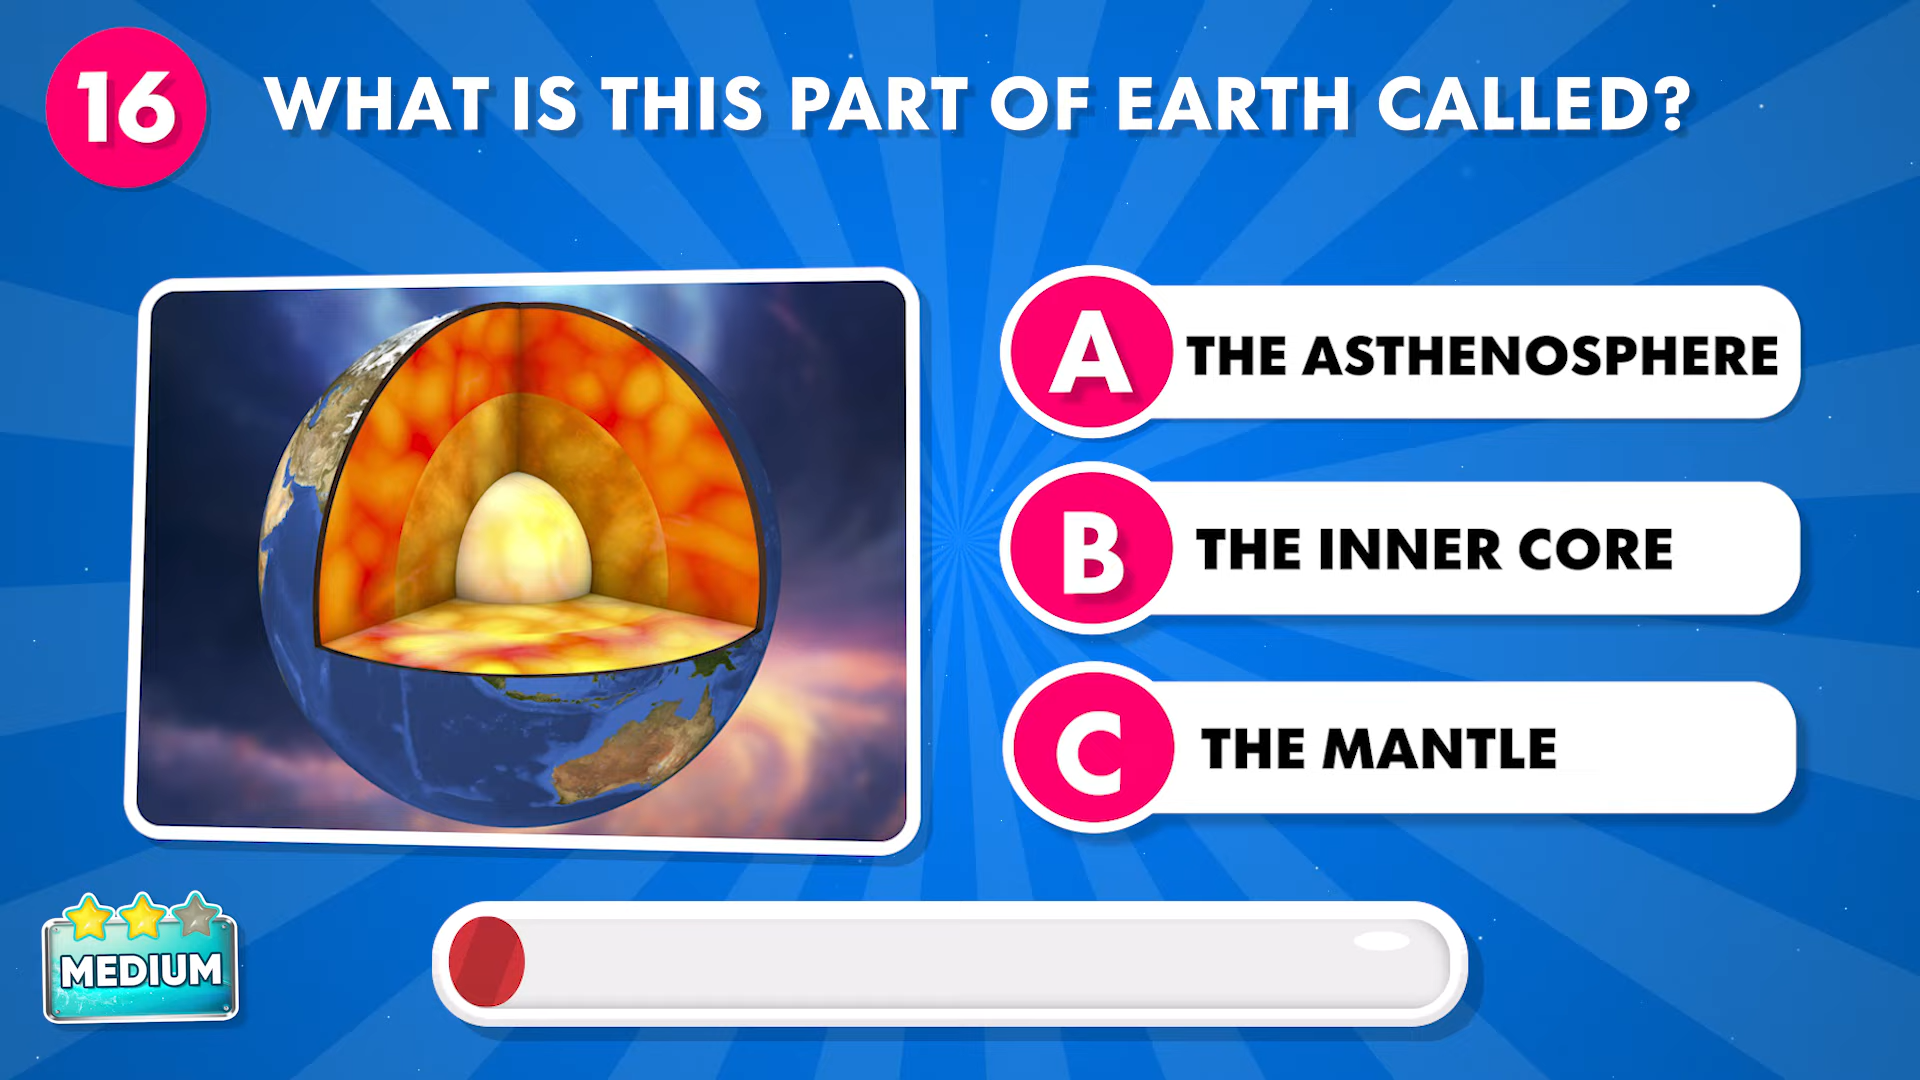 16
WHAT IS THIS PART OF EARTH CALLED?
A THE ASTHENOSPHERE
B THE INNER CORE
C THE MANTLE
MEDIUM